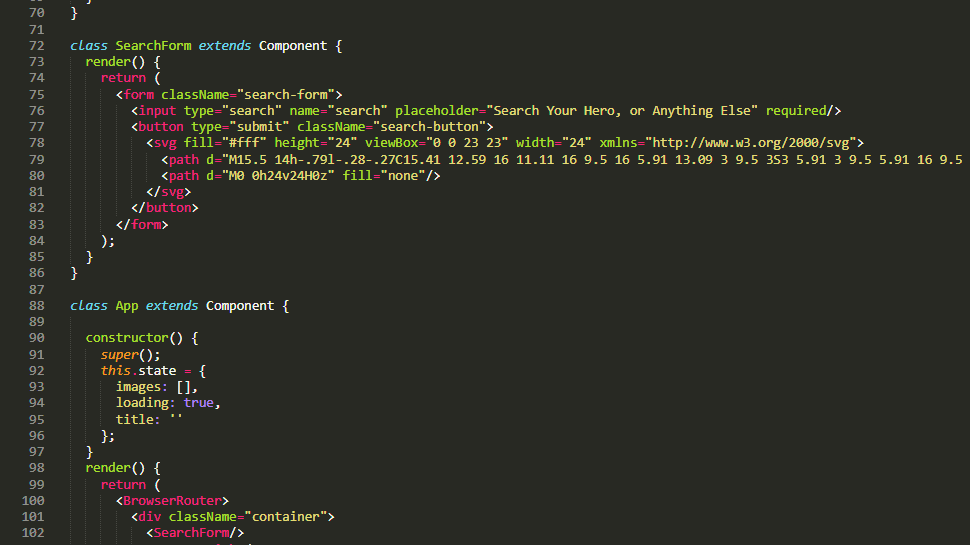 70 }
71
72 class SearchForm extends Component {
73 render() {
74 return (
75 <form className="search-form">
76 <input type="search" name="search" placeholder="Search Your Hero, or Anything Else" required/>
77 <button type="submit" className="search-button">
78 <svg fill="#fff" height="24" viewBox="0 0 23 23" width="24" xmlns="http://www.w3.org/2000/svg">
79 <path d="M15.5 14h-.79l-.28-.27C15.41 12.59 16 11.11 16 9.5 16 5.91 13.09 3 9.5 3S3 5.91 3 9.5 5.91 16 9.5
80 <path d="M0 0h24v24H0z" fill="none"/>
81 </svg>
82 </button>
83 </form>
84 );
85 }
86 }
87
88 class App extends Component {
89
90 constructor() {
91 super();
92 this.state = {
93 images: [],
94 loading: true,
95 title: ''
96 };
97 }
98 render() {
99 return (
100 <BrowserRouter>
101 <div className="container">
102 <SearchForm/>